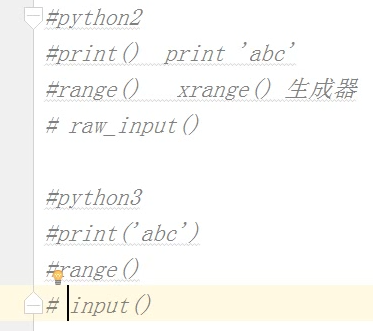 #python2
#print()  print 'abc'
#range()   xrange() 生成器
# raw_input()
#python3
#print('abc')
#range()
# input()